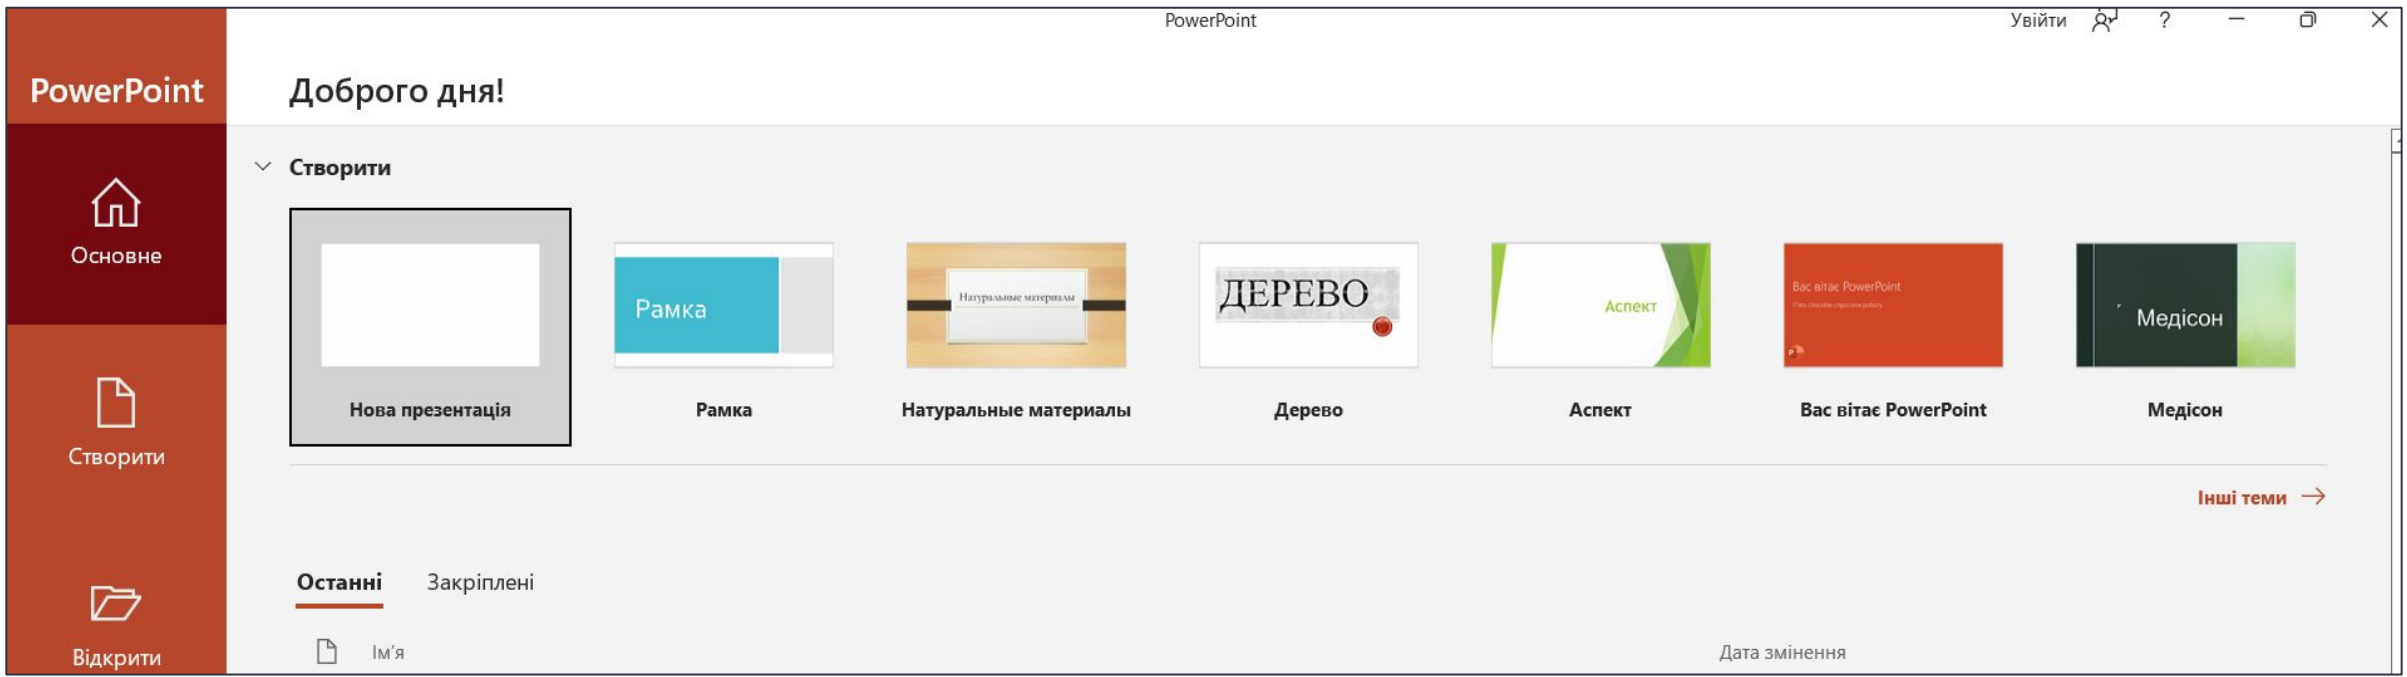 PowerPoint
Увійти
?
PowerPoint
Доброго дня!
Створити
Основне
Рамка
Натуральные материалы
ДЕРЕВО
Аспект
Вас вітає PowerPoint
Медісон
Нова презентація
Рамка
Натуральные материалы
Дерево
Аспект
Вас вітає PowerPoint
Медісон
Створити
Інші теми
Останні Закріплені
Відкрити
Ім'я
Дата змінення